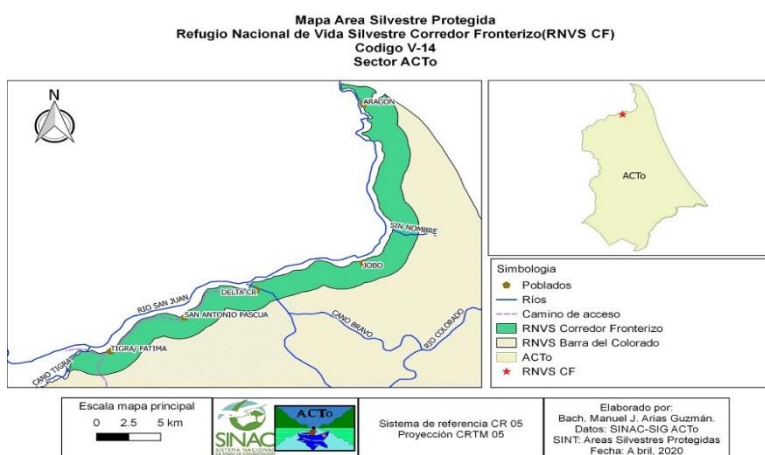 Mapa Area Silvestre Protegida
Refugio Nacional de Vida Silvestre Corredor Fronterizo(RNVS CF)
Codigo V-14
Sector ACTo
N
ARAGON
SIN NOMBRE
JOBO
DELTA CR
RIO SAN JUAN
SAN ANTONIO PASCUA
CANO BRAVO
RIO COLORADO
TIGRA/ FATIMA
CANO TIGRA
ACTo
Simbologia
Poblados
Ríos
Camino de acceso
RNVS Corredor Fronterizo
RNVS Barra del Colorado
ACTo
RNVS CF
Escala mapa principal
0 2.5 5 km
SINAC
SISTEMA NACIONAL
ACTo
Sistema de referencia CR 05
Proyección CRTM 05
Elaborado por:
Bach. Manuel J. Arias Guzmán.
Datos: SINAC-SIG ACTo
SINT: Areas Silvestres Protegidas
Fecha: A bril, 2020